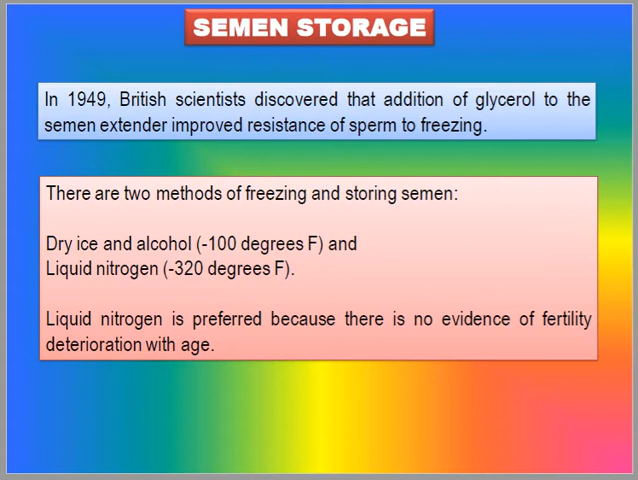 SEMEN STORAGE
In 1949, British scientists discovered that addition of glycerol to the
semen extender improved resistance of sperm to freezing.
There are two methods of freezing and storing semen:
Dry ice and alcohol (-100 degrees F) and
Liquid nitrogen (-320 degrees F).
Liquid nitrogen is preferred because there is no evidence of fertility
deterioration with age.